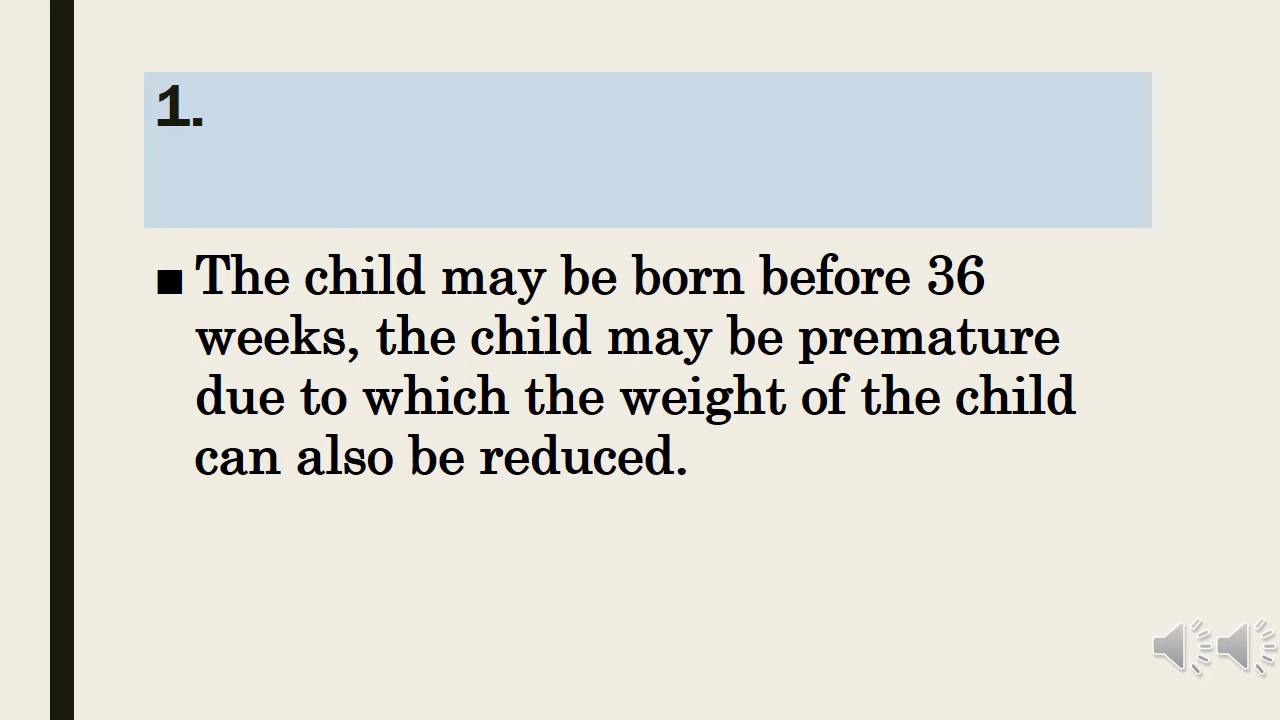 1.
■ The child may be born before 36
weeks, the child may be premature
due to which the weight of the child
can also be reduced.